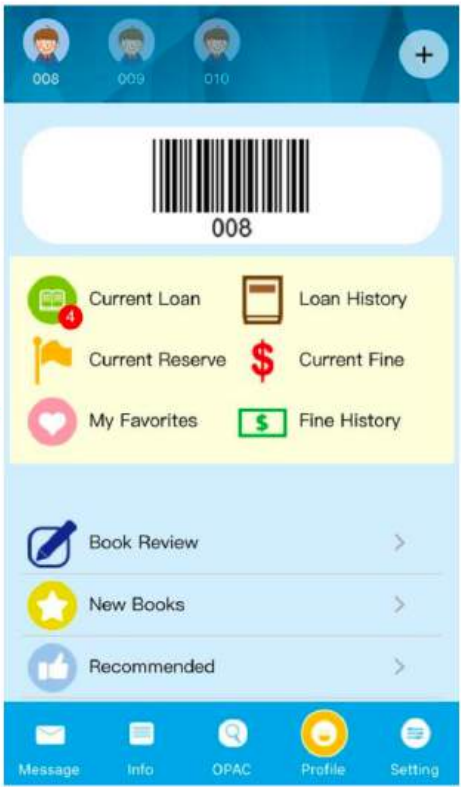 008 009 010 +
008
Current Loan Loan History
4
Current Reserve $ Current Fine
My Favorites $ Fine History
Book Review
New Books
Recommended
Message Info OPAC Profile Setting